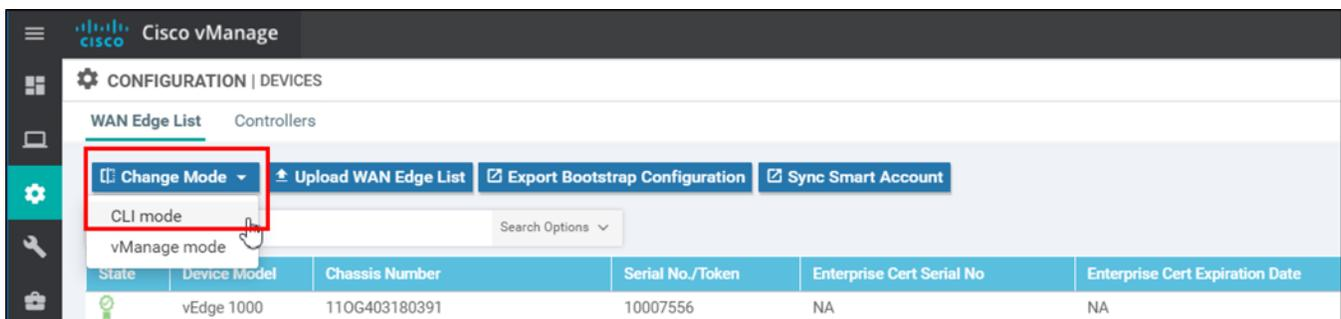 cisco Cisco vManage
CONFIGURATION | DEVICES
WAN Edge List Controllers
Change Mode Upload WAN Edge List Export Bootstrap Configuration Sync Smart Account
CLI mode
Search Options
vManage mode
State Device Model Chassis Number Serial No./Token Enterprise Cert Serial No Enterprise Cert Expiration Date
vEdge 1000 11OG403180391 10007556 NA NA